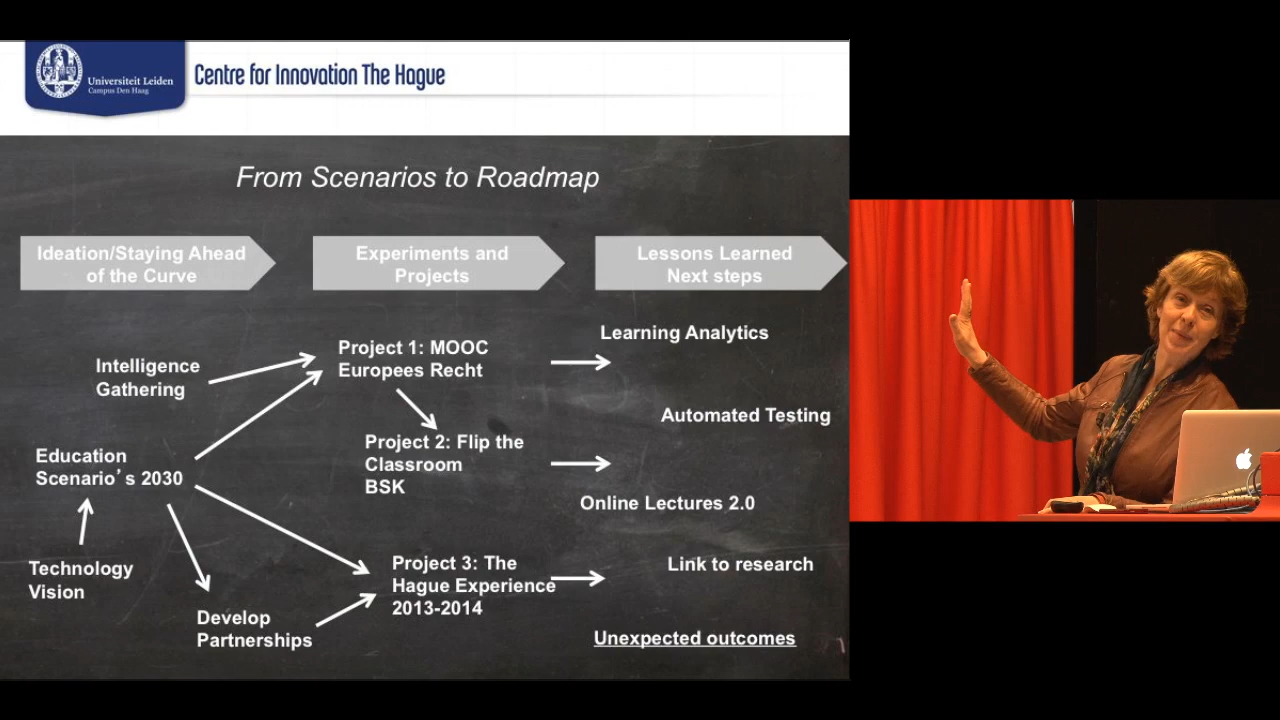 Universiteit Leiden
Campus Den Haag
Centre for Innovation The Hague
From Scenarios to Roadmap
Ideation/Staying Ahead
of the Curve
Experiments and
Projects
Lessons Learned
Next steps
Intelligence
Gathering
Education
Scenario's 2030
Technology
Vision
Develop
Partnerships
Project 1: MOOC
Europees Recht
Project 2: Flip the
Classroom
BSK
Project 3: The
Hague Experience
2013-2014
Learning Analytics
Automated Testing
Online Lectures 2.0
Link to research
Unexpected outcomes